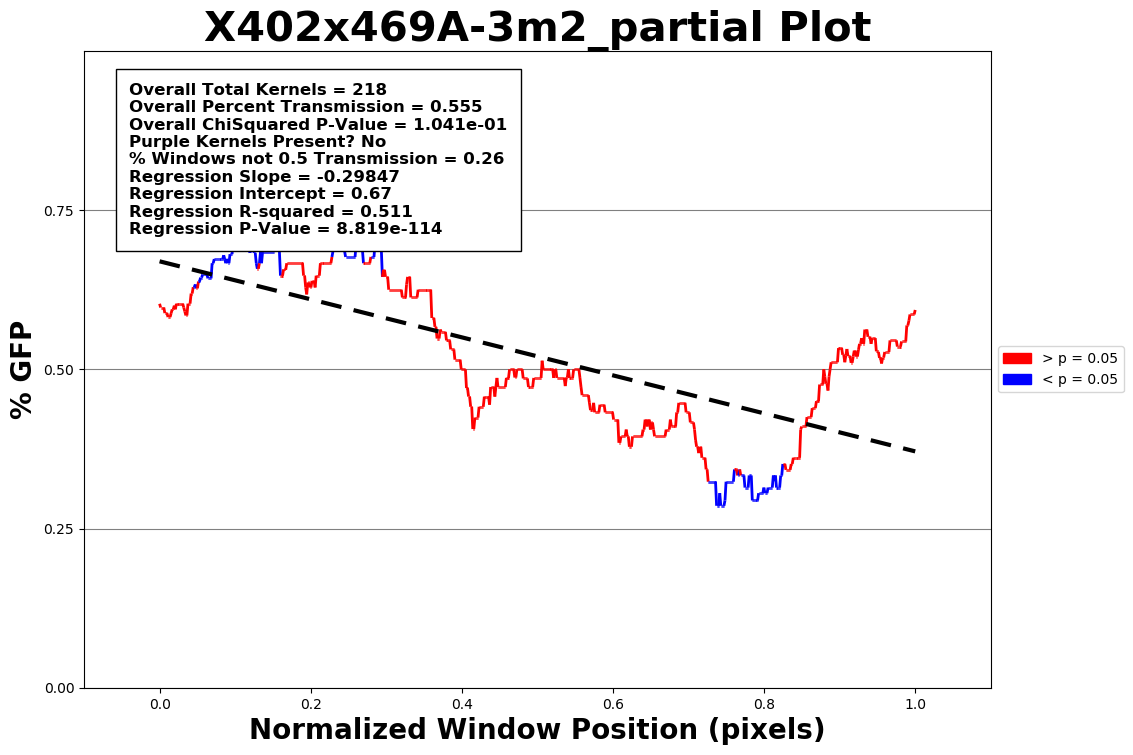 X402x469A-3m2_partial Plot
Overall Total Kernels = 218
Overall Percent Transmission = 0.555
Overall ChiSquared P-Value = 1.041e-01
Purple Kernels Present? No
% Windows not 0.5 Transmission = 0.26
Regression Slope = -0.29847
Regression Intercept = 0.67
Regression R-squared = 0.511
Regression P-Value = 8.819e-114
% GFP
0.75
0.50
0.25
0.00
> p = 0.05
< p = 0.05
0.0 0.2 0.4 0.6 0.8 1.0
Normalized Window Position (pixels)